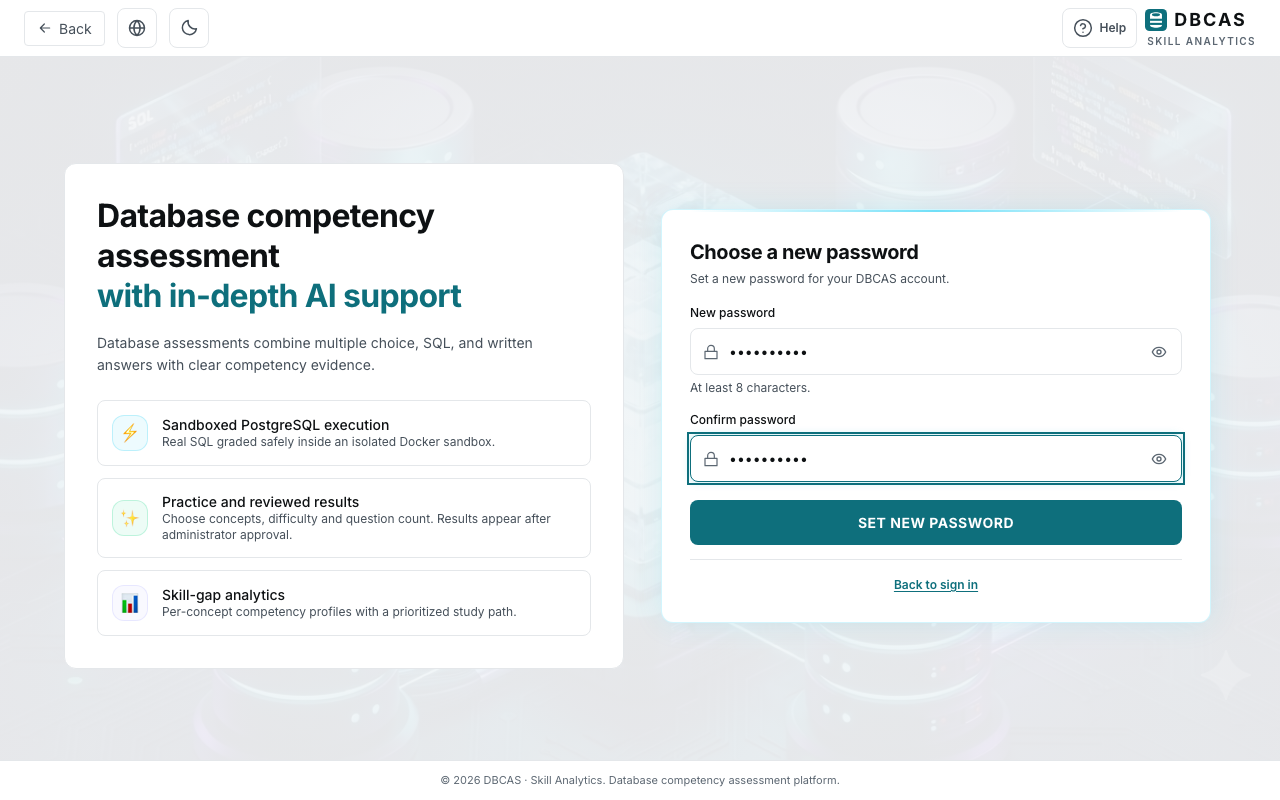 Back
Help
DBCAS
SKILL ANALYTICS
SQL
Database competency
assessment
with in-depth AI support
Database assessments combine multiple choice, SQL, and written
answers with clear competency evidence.
Sandboxed PostgreSQL execution
Real SQL graded safely inside an isolated Docker sandbox.
Practice and reviewed results
Choose concepts, difficulty and question count. Results appear after
administrator approval.
Skill-gap analytics
Per-concept competency profiles with a prioritized study path.
Choose a new password
Set a new password for your DBCAS account.
New password
••••••••••
At least 8 characters.
Confirm password
••••••••••
SET NEW PASSWORD
Back to sign in
© 2026 DBCAS · Skill Analytics. Database competency assessment platform.